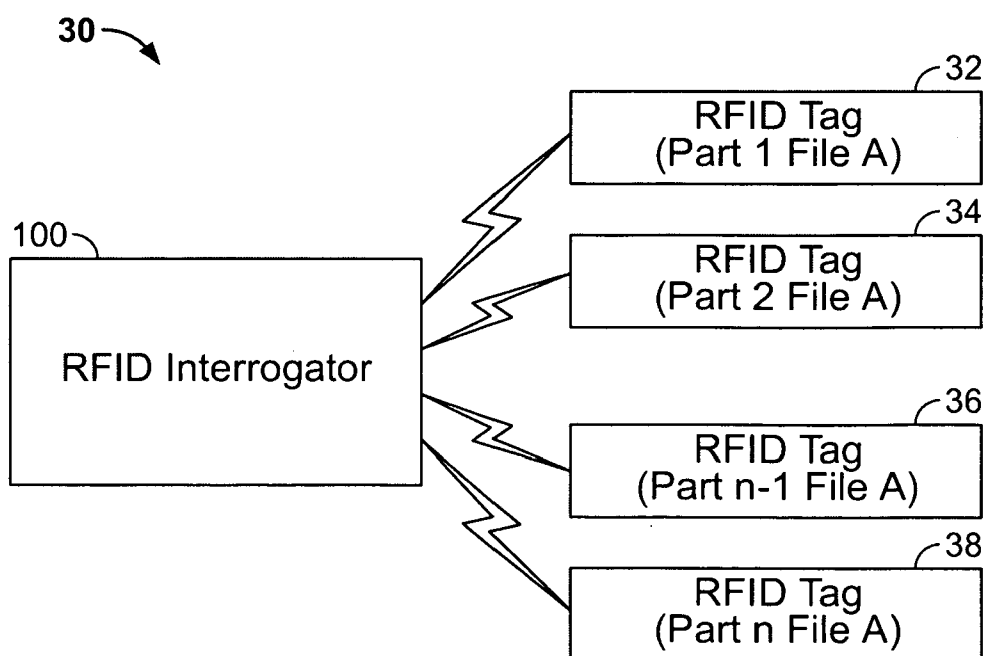 30
32
RFID Tag
(Part 1 File A)
34
RFID Tag
(Part 2 File A)
100
RFID Interrogator
36
RFID Tag
(Part n-1 File A)
38
RFID Tag
(Part n File A)